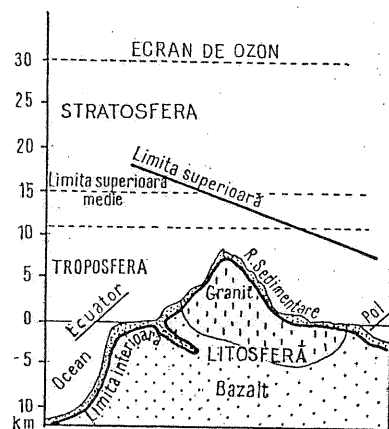 30
ECRAN DE OZON
25
STRATOSFERA
20
Limita superioară
15
Limita superioară
medie
10
5
TROPOSFERA
R. Sedimentare
Granit
Ecuator
Pol
0
Ocean
Limita inferioară
LITOSFERĂ
-5
Bazalt
10
km